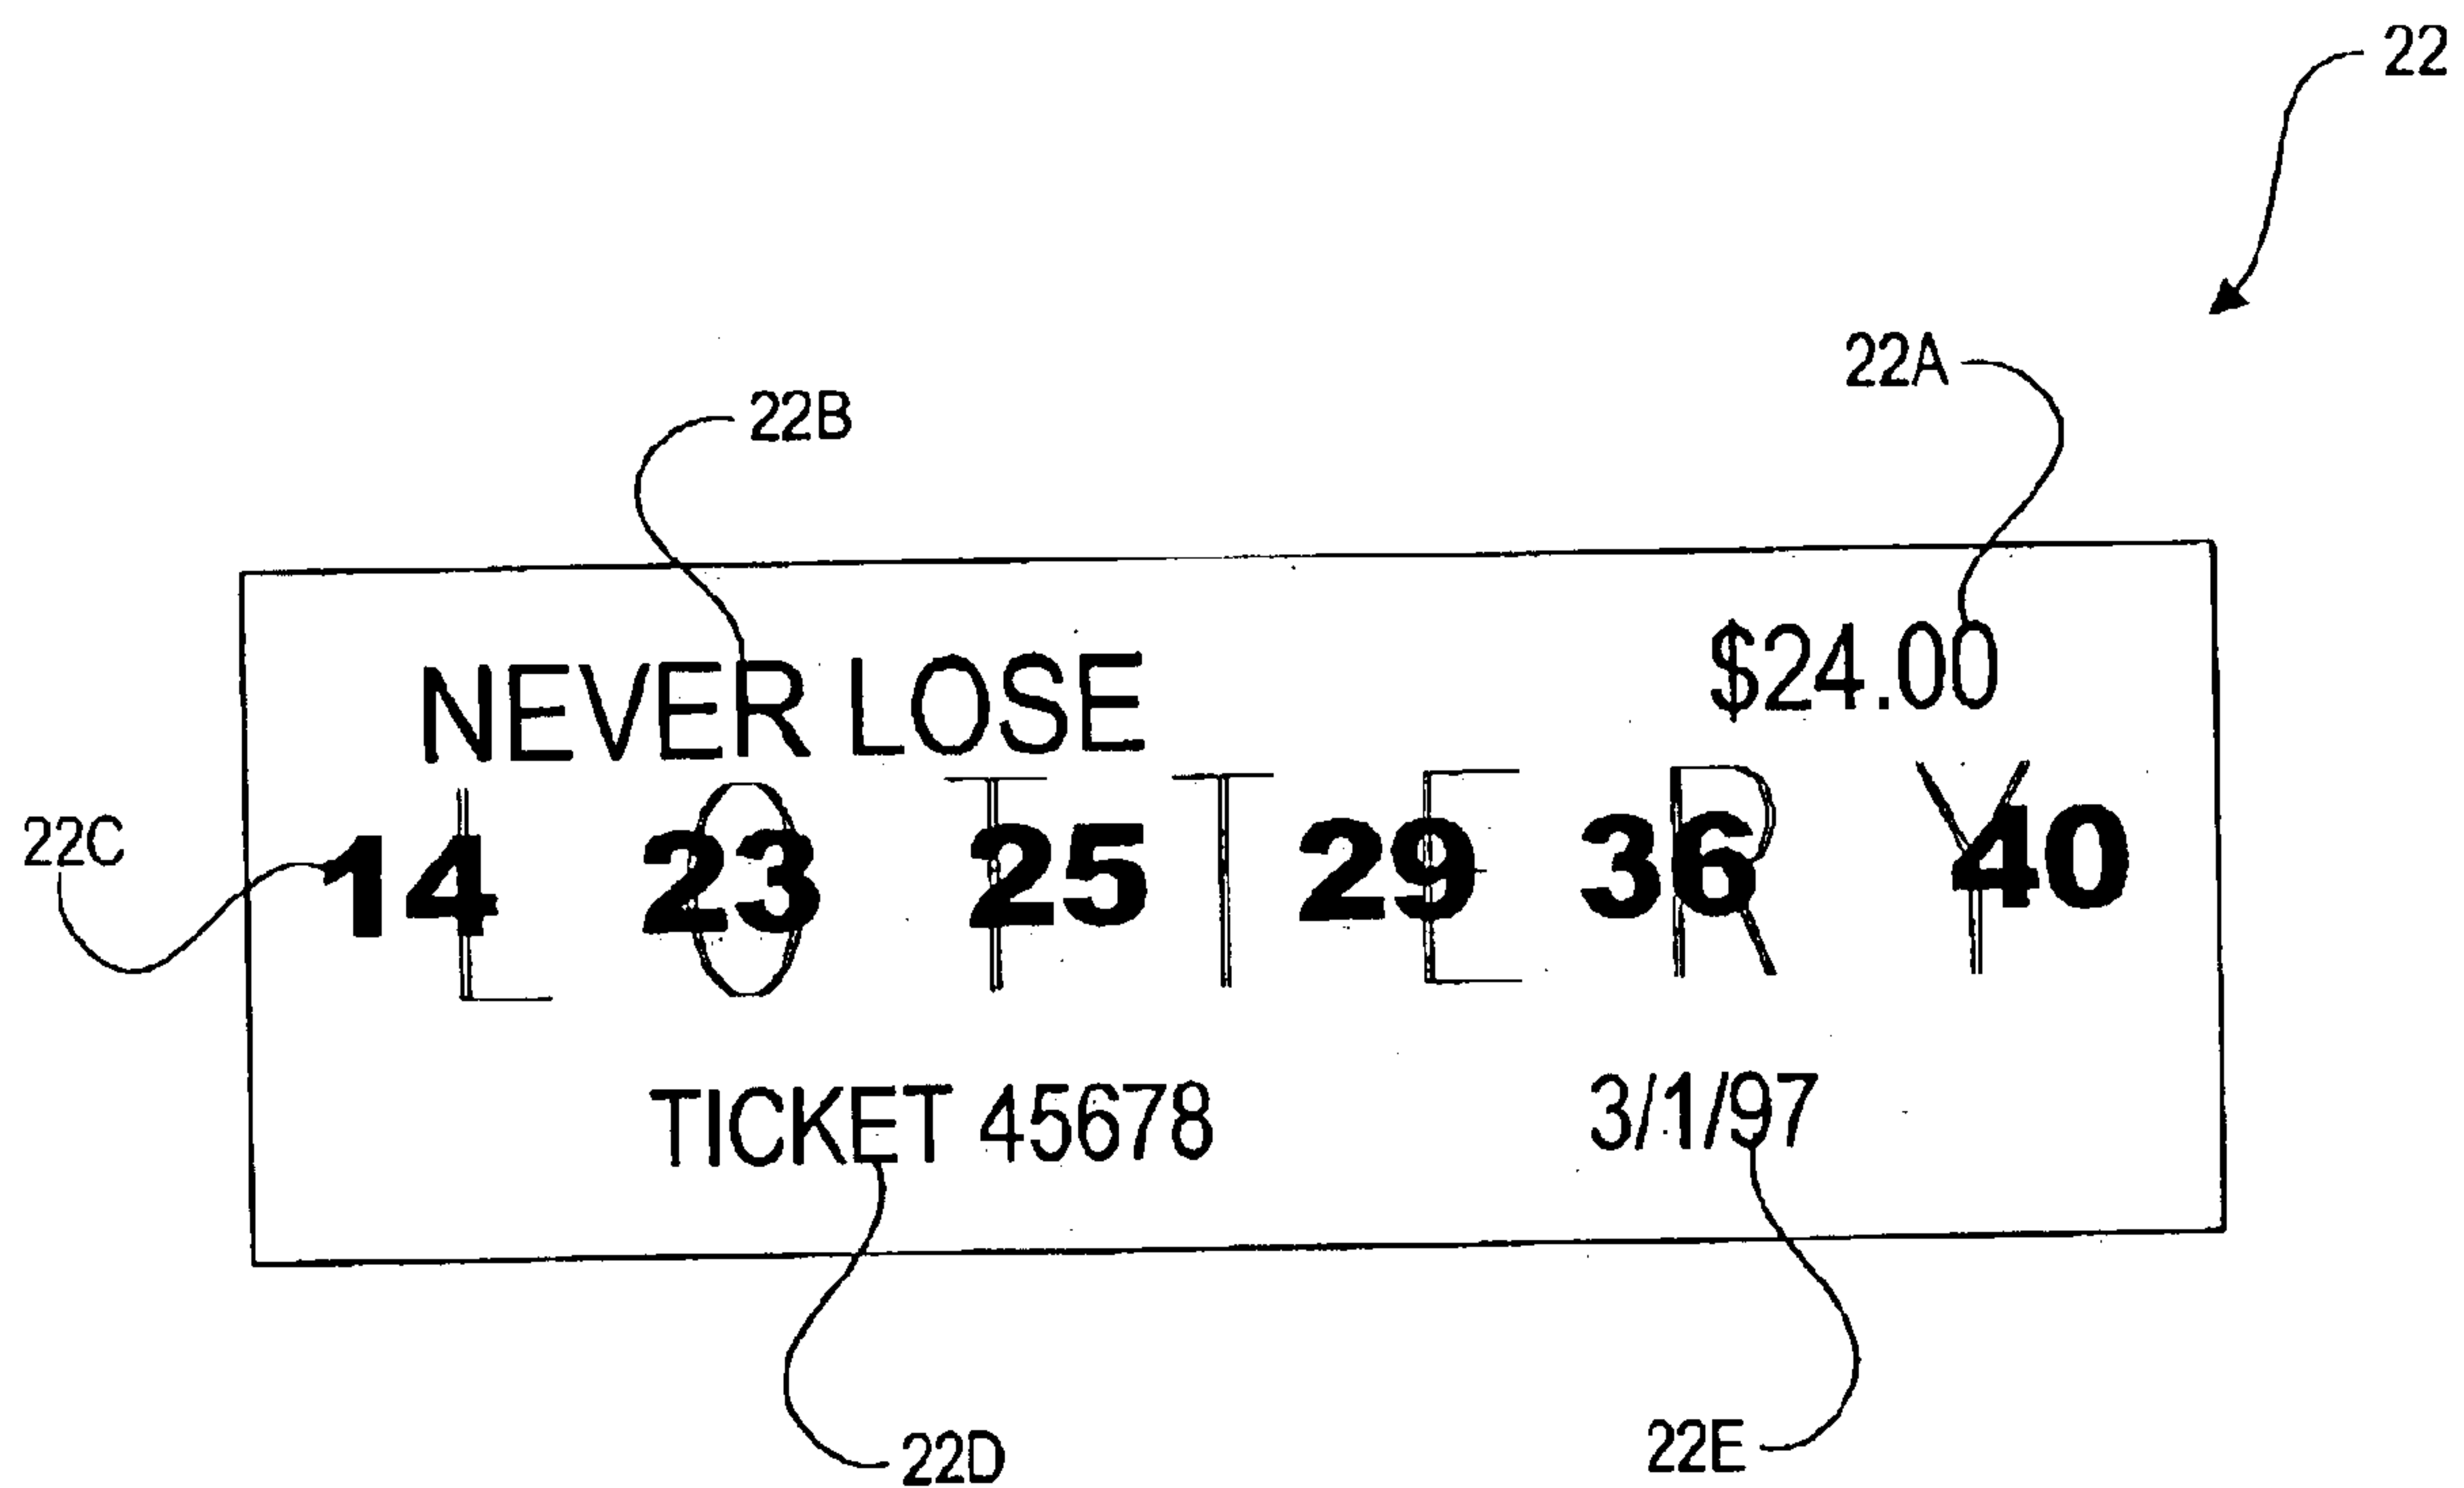 22
22A
22B
$24.00
NEVER LOSE
LOTTERY
22C
14 23 25 29 36 40
TICKET 45678
3/1/97
22D
22E